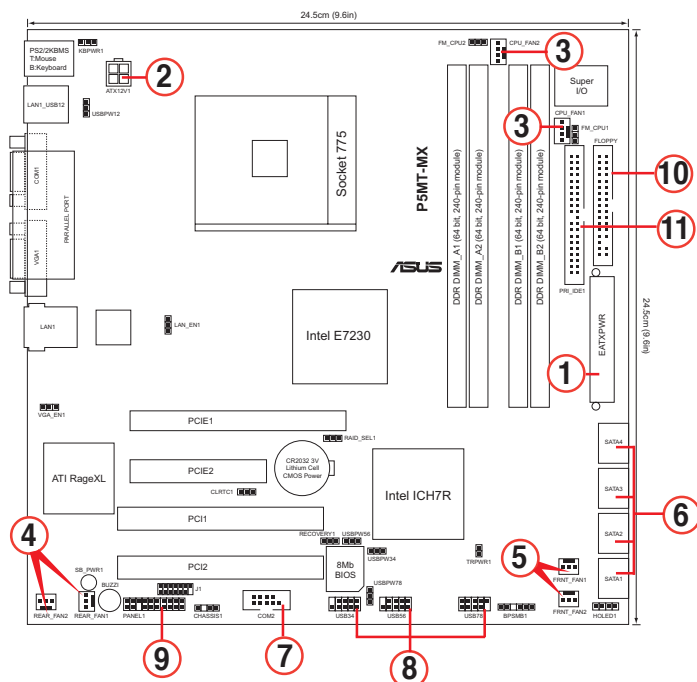 24.5cm (9.6in)
PS2/2KBMS
T:Mouse
B:Keyboard
KBPWR1
2
ATX12V1
FM_CPU2
CPU_FAN2
3
Super
I/O
LAN1_USB12
USBPW12
CPU_FAN1
3
FM_CPU1
FLOPPY
10
COM1
PARALLEL PORT
VGA1
Socket 775
P5MT-MX
ASUS
DDR DIMM_A1 (64 bit, 240-pin module)
DDR DIMM_A2 (64 bit, 240-pin module)
DDR DIMM_B1 (64 bit, 240-pin module)
DDR DIMM_B2 (64 bit, 240-pin module)
11
PRI_IDE1
24.5cm (9.6in)
LAN1
LAN_EN1
Intel E7230
EATXPWR
1
VGA_EN1
PCIE1
RAID_SEL1
SATA4
ATI RageXL
PCIE2
CR2032 3V
Lithium Cell
CMOS Power
CLRTC1
Intel ICH7R
SATA3
6
PCI1
SATA2
4
RECOVERY1
USBPW56
USBPW34
TRPWR1
5
FRNT_FAN1
SATA1
PCI2
8Mb
BIOS
SB_PWR1
BUZZI
J1
USBPW78
REAR_FAN2
REAR_FAN1
PANEL1
CHASSIS1
COM2
USB34
USB56
USB78
BPSMB1
FRNT_FAN2
HOLED1
9
7
8